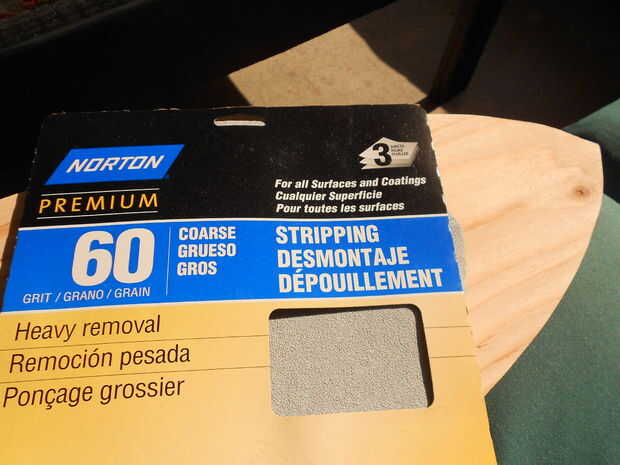 NORTON
PREMIUM
3
For all Surfaces and Coatings
Cualquier Superficie
Pour toutes les surfaces
60
GRIT / GRANO / GRAIN
COARSE
GRUESO
GROS
STRIPPING
DESMONTAJE
DÉPOUILLEMENT
Heavy removal
Remoción pesada
Ponçage grossier